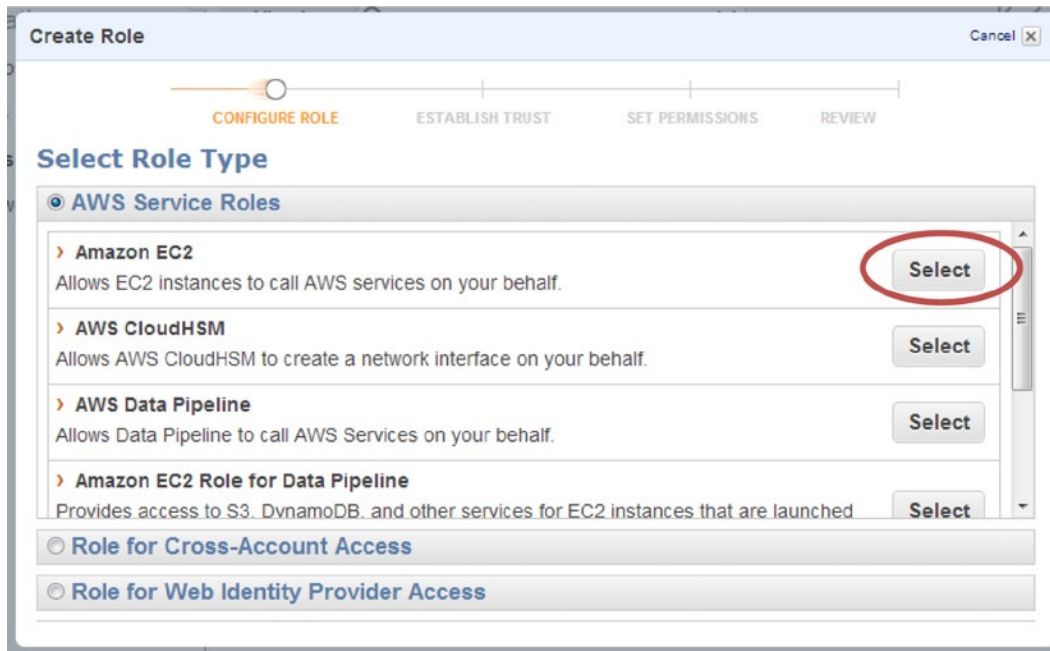 Create Role
Cancel
CONFIGURE ROLE ESTABLISH TRUST SET PERMISSIONS REVIEW
Select Role Type
AWS Service Roles
Amazon EC2
Allows EC2 instances to call AWS services on your behalf.
Select
AWS CloudHSM
Allows AWS CloudHSM to create a network interface on your behalf.
Select
AWS Data Pipeline
Allows Data Pipeline to call AWS Services on your behalf.
Select
Amazon EC2 Role for Data Pipeline
Provides access to S3, DynamoDB, and other services for EC2 instances that are launched
Select
Role for Cross-Account Access
Role for Web Identity Provider Access